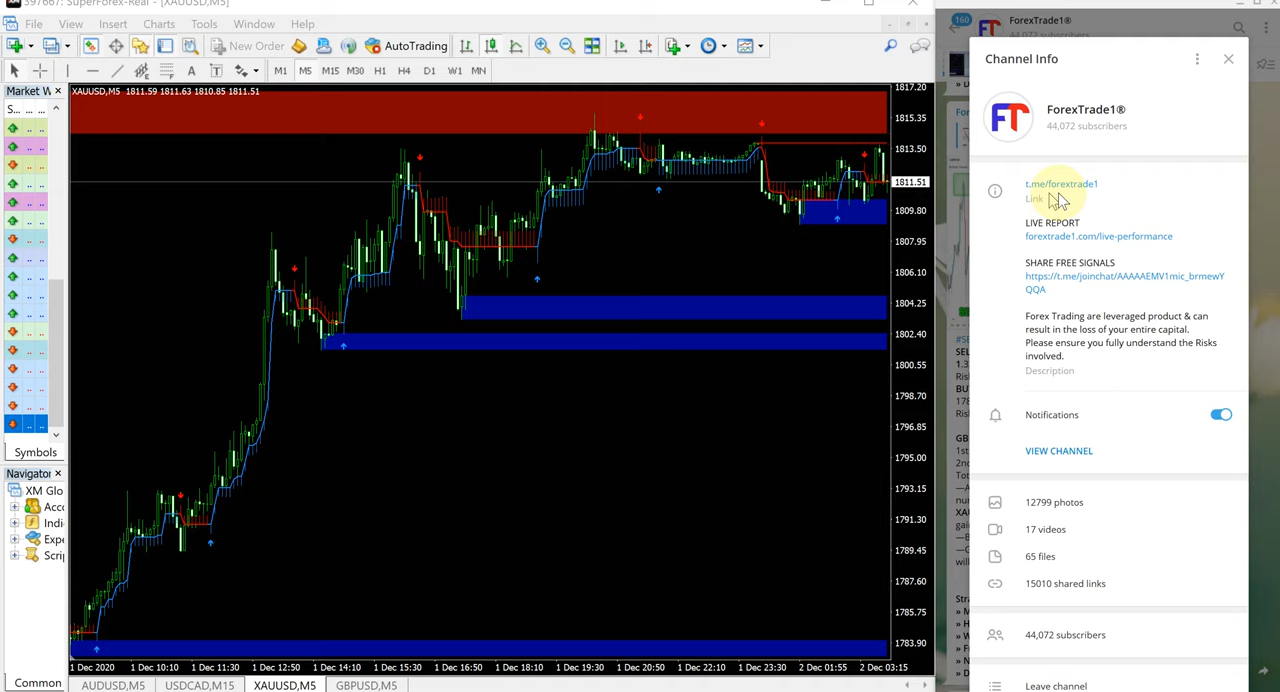 397667: SuperForex-Real - [XAUUSD,M5]
File View Insert Charts Tools Window Help
New Order AutoTrading
A T M1 M5 M15 M30 H1 H4 D1 W1 MN
Market W
S... ... ...
Symbols
Navigator
XM Glo
Acco
Indi
Expe
Scrip
Common
XAUUSD,M5 1811.59 1811.63 1810.85 1811.51
1817.20
1815.35
1813.50
1811.51
1809.80
1807.95
1806.10
1804.25
1802.40
1800.55
1798.70
1796.85
1795.00
1793.15
1791.30
1789.45
1787.60
1785.75
1783.90
1 Dec 2020 1 Dec 10:10 1 Dec 11:30 1 Dec 12:50 1 Dec 14:10 1 Dec 15:30 1 Dec 16:50 1 Dec 18:10 1 Dec 19:30 1 Dec 20:50 1 Dec 22:10 1 Dec 23:30 2 Dec 01:55 2 Dec 03:15
AUDUSD,M5 USDCAD,M15 XAUUSD,M5 GBPUSD,M5
160
ForexTrade1®
44,072 subscribers
Channel Info
FT
ForexTrade1®
44,072 subscribers
t.me/forextrade1
Link
LIVE REPORT
forextrade1.com/live-performance
SHARE FREE SIGNALS
https://t.me/joinchat/AAAAAEMV1mic_brmewY
QQA
Forex Trading are leveraged product & can
result in the loss of your entire capital.
Please ensure you fully understand the Risks
involved.
Description
Notifications
VIEW CHANNEL
12799 photos
17 videos
65 files
15010 shared links
44,072 subscribers
Leave channel